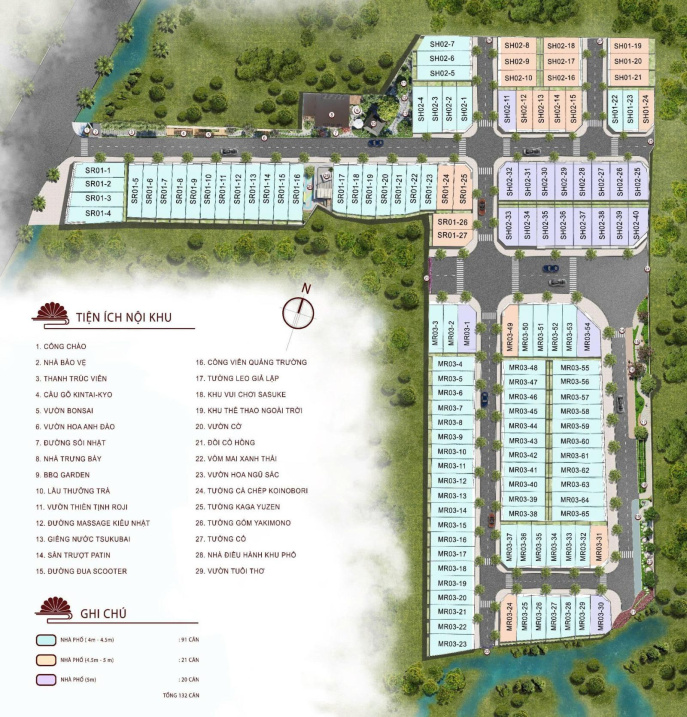 SH02-7
SH02-6
SH02-5
SH02-4
SH02-3
SH02-2
SH02-1
SH02-8
SH02-9
SH02-10
SH02-18
SH02-17
SH02-16
SH01-19
SH01-20
SH01-21
SH02-11
SH02-12
SH02-13
SH02-14
SH02-15
SH01-22
SH01-23
SH01-24
SR01-1
SR01-2
SR01-3
SR01-4
SR01-5
SR01-6
SR01-7
SR01-8
SR01-9
SR01-10
SR01-11
SR01-12
SR01-13
SR01-14
SR01-15
SR01-16
SR01-17
SR01-18
SR01-19
SR01-20
SR01-21
SR01-22
SR01-23
SR01-24
SR01-25
SR01-26
SR01-27
SH02-32
SH02-31
SH02-30
SH02-29
SH02-28
SH02-27
SH02-26
SH02-25
SH02-33
SH02-34
SH02-35
SH02-36
SH02-37
SH02-38
SH02-39
SH02-40
N
MR03-3
MR03-2
MR03-1
MR03-49
MR03-50
MR03-51
MR03-52
MR03-53
MR03-54
MR03-4
MR03-5
MR03-6
MR03-7
MR03-8
MR03-9
MR03-10
MR03-11
MR03-12
MR03-13
MR03-14
MR03-15
MR03-16
MR03-17
MR03-18
MR03-19
MR03-20
MR03-21
MR03-22
MR03-23
MR03-48
MR03-47
MR03-46
MR03-45
MR03-44
MR03-43
MR03-42
MR03-41
MR03-40
MR03-39
MR03-38
MR03-55
MR03-56
MR03-57
MR03-58
MR03-59
MR03-60
MR03-61
MR03-62
MR03-63
MR03-64
MR03-65
MR03-37
MR03-36
MR03-35
MR03-34
MR03-33
MR03-32
MR03-31
MR03-24
MR03-25
MR03-26
MR03-27
MR03-28
MR03-29
MR03-30
TIỆN ÍCH NỘI KHU
1. CỔNG CHÀO
2. NHÀ BẢO VỆ
3. THANH TRÚC VIÊN
4. CẦU GỖ KINTAI-KYO
5. VƯỜN BONSAI
6. VƯỜN HOA ANH ĐÀO
7. ĐƯỜNG SỎI NHẬT
8. NHÀ TRƯNG BÀY
9. BBQ GARDEN
10. LẦU THƯỞNG TRÀ
11. VƯỜN THIỀN TỊNH ROJI
12. ĐƯỜNG MASSAGE KIỂU NHẬT
13. GIẾNG NƯỚC TSUKUBAI
14. SÂN TRƯỢT PATIN
15. ĐƯỜNG ĐUA SCOOTER
16. CÔNG VIÊN QUẢNG TRƯỜNG
17. TƯỜNG LEO GIẢ LẬP
18. KHU VUI CHƠI SASUKE
19. KHU THỂ THAO NGOÀI TRỜI
20. VƯỜN CỜ
21. ĐỒI CỎ HỒNG
22. VÒM MAI XANH THÁI
23. VƯỜN HOA NGŨ SẮC
24. TƯỜNG CÁ CHÉP KOINOBORI
25. TƯỜNG KAGA YUZEN
26. TƯỜNG GỐM YAKIMONO
27. TƯỜNG CỎ
28. NHÀ ĐIỀU HÀNH KHU PHỐ
29. VƯỜN TUỔI THƠ
GHI CHÚ
NHÀ PHỐ ( 4m - 4.5m) : 91 CĂN
NHÀ PHỐ (4.5m - 5 m) : 21 CĂN
NHÀ PHỐ (5m) : 20 CĂN
TỔNG 132 CĂN